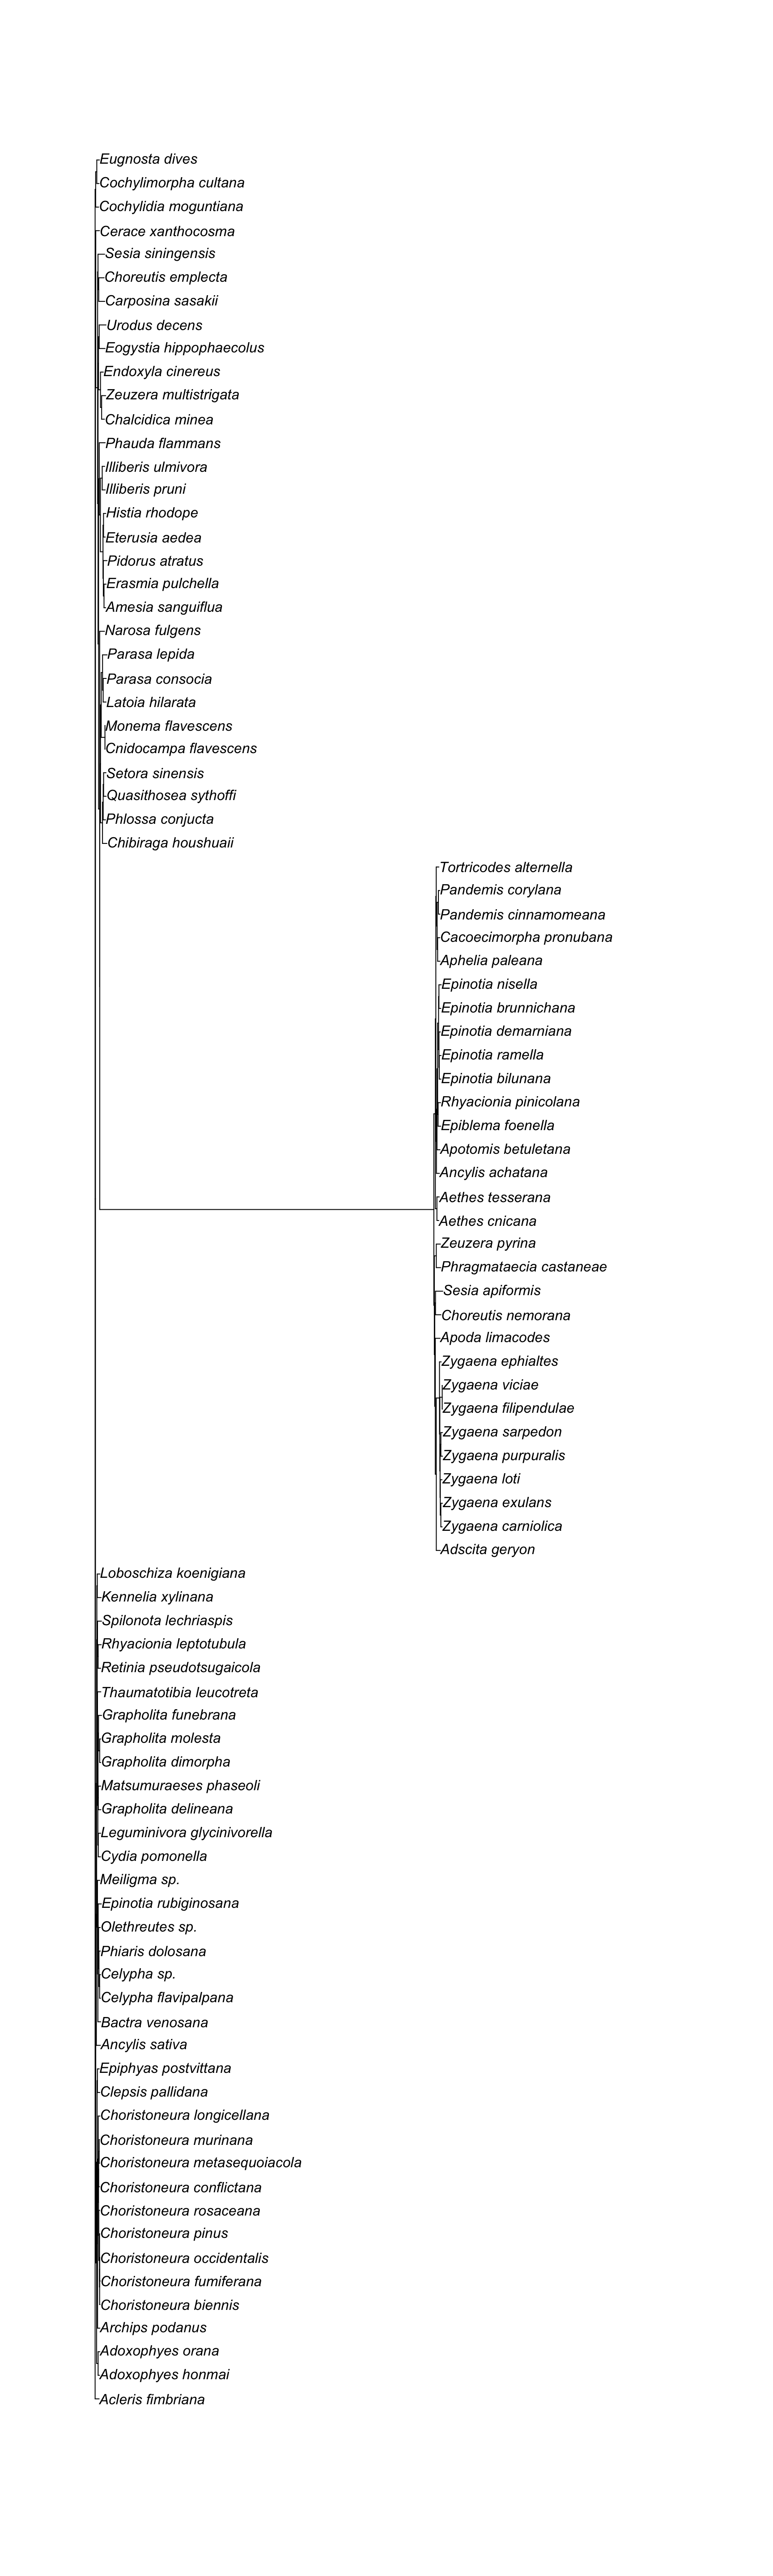 Eugnosta dives
Cochylimorpha cultana
Cochylidia moguntiana
Cerace xanthocosma
Sesia siningensis
Choreutis emplecta
Carposina sasakii
Urodus decens
Eogystia hippophaecolus
Endoxyla cinereus
Zeuzera multistrigata
Chalcidica minea
Phauda flammans
Illiberis ulmivora
Illiberis pruni
Histia rhodope
Eterusia aedea
Pidorus atratus
Erasmia pulchella
Amesia sanguiflua
Narosa fulgens
Parasa lepida
Parasa consocia
Latoia hilarata
Monema flavescens
Cnidocampa flavescens
Setora sinensis
Quasithosea sythoffi
Phlossa conjucta
Chibiraga houshuaii
Tortricodes alternella
Pandemis corylana
Pandemis cinnamomeana
Cacoecimorpha pronubana
Aphelia paleana
Epinotia nisella
Epinotia brunnichana
Epinotia demarniana
Epinotia ramella
Epinotia bilunana
Rhyacionia pinicolana
Epiblema foenella
Apotomis betuletana
Ancylis achatana
Aethes tesserana
Aethes cnicana
Zeuzera pyrina
Phragmataecia castaneae
Sesia apiformis
Choreutis nemorana
Apoda limacodes
Zygaena ephialtes
Zygaena viciae
Zygaena filipendulae
Zygaena sarpedon
Zygaena purpuralis
Zygaena loti
Zygaena exulans
Zygaena carniolica
Adscita geryon
Loboschiza koenigiana
Kennelia xylinana
Spilonota lechriaspis
Rhyacionia leptotubula
Retinia pseudotsugaicola
Thaumatotibia leucotreta
Grapholita funebrana
Grapholita molesta
Grapholita dimorpha
Matsumuraeses phaseoli
Grapholita delineana
Leguminivora glycinivorella
Cydia pomonella
Meiligma sp.
Epinotia rubiginosana
Olethreutes sp.
Phiaris dolosana
Celypha sp.
Celypha flavipalpana
Bactra venosana
Ancylis sativa
Epiphyas postvittana
Clepsis pallidana
Choristoneura longicellana
Choristoneura murinana
Choristoneura metasequoiacola
Choristoneura conflictana
Choristoneura rosaceana
Choristoneura pinus
Choristoneura occidentalis
Choristoneura fumiferana
Choristoneura biennis
Archips podanus
Adoxophyes orana
Adoxophyes honmai
Acleris fimbriana